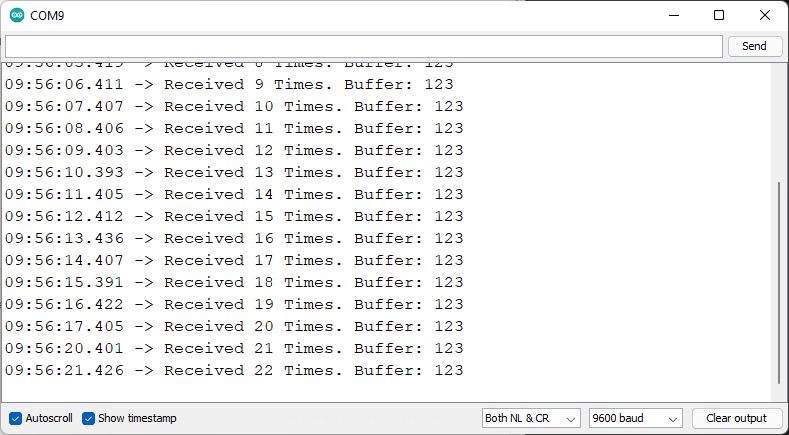 COM9
Send
09:56:05.419 -> Received 8 Times. Buffer: 123
09:56:06.411 -> Received 9 Times. Buffer: 123
09:56:07.407 -> Received 10 Times. Buffer: 123
09:56:08.406 -> Received 11 Times. Buffer: 123
09:56:09.403 -> Received 12 Times. Buffer: 123
09:56:10.393 -> Received 13 Times. Buffer: 123
09:56:11.405 -> Received 14 Times. Buffer: 123
09:56:12.412 -> Received 15 Times. Buffer: 123
09:56:13.436 -> Received 16 Times. Buffer: 123
09:56:14.407 -> Received 17 Times. Buffer: 123
09:56:15.391 -> Received 18 Times. Buffer: 123
09:56:16.422 -> Received 19 Times. Buffer: 123
09:56:17.405 -> Received 20 Times. Buffer: 123
09:56:20.401 -> Received 21 Times. Buffer: 123
09:56:21.426 -> Received 22 Times. Buffer: 123
Autoscroll Show timestamp Both NL & CR 9600 baud Clear output